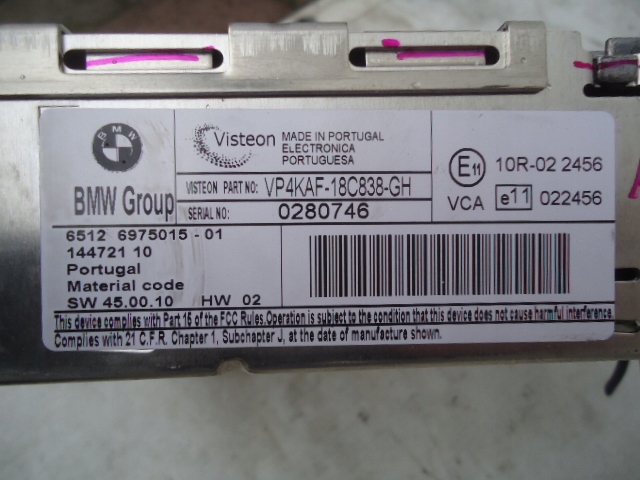 BMW
BMW Group
Visteon
MADE IN PORTUGAL
ELECTRONICA
PORTUGUESA
VISTEON PART NO: VP4KAF-18C838-GH
SERIAL NO: 0280746
E11 10R-02 2456
VCA e11 022456
6512 6975015 - 01
144721 10
Portugal
Material code
SW 45.00.10 HW 02
This device complies with Part 15 of the FCC Rules.Operation is subject to the condition that this device does not cause harmful interference
Complies with 21 C.F.R. Chapter 1, Subchapter J, at the date of manufacture shown.